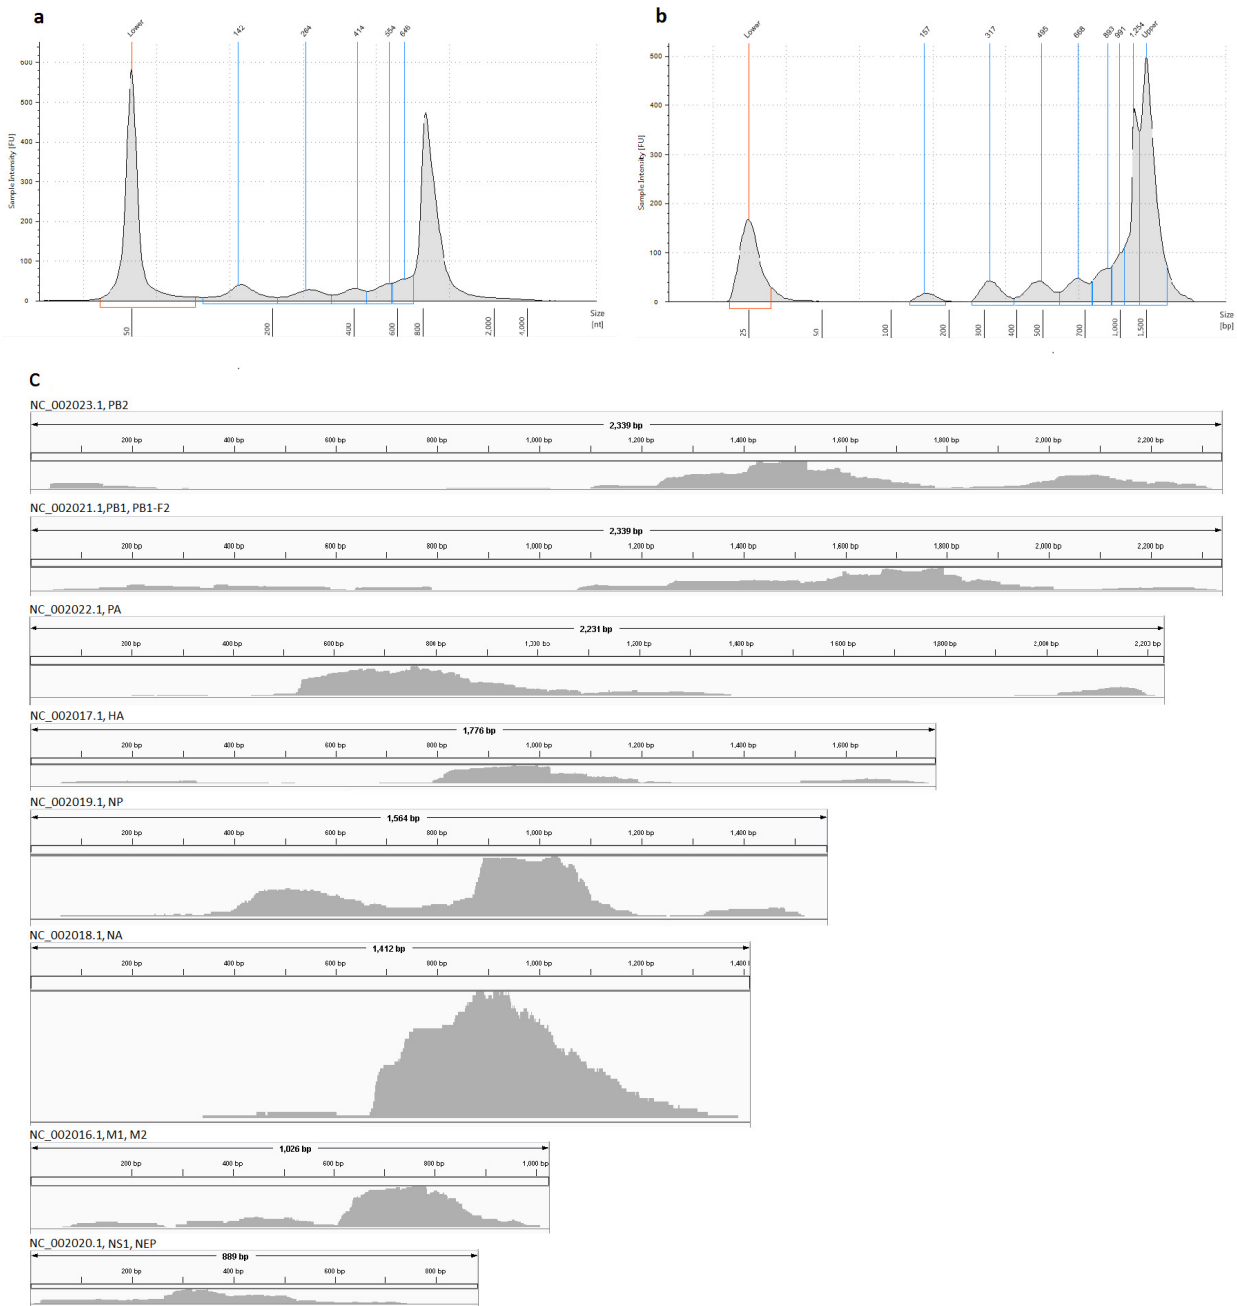 a
Lower
142
264
414
554
646
Sample Intensity [FU]
600
500
400
300
200
100
0
50
200
400
600
800
2,000
Size
[nt]
b
Lower
157
317
495
668
893
991
1,254
Upper
Sample Intensity [FU]
500
400
300
200
100
0
25
50
100
200
300
400
500
700
1,000
1,500
Size
[bp]
C
NC_002023.1, PB2
2,339 bp
200 bp 400 bp 600 bp 800 bp 1,000 bp 1,200 bp 1,400 bp 1,600 bp 1,800 bp 2,000 bp 2,200 bp
NC_002021.1,PB1, PB1-F2
2,339 bp
200 bp 400 bp 600 bp 800 bp 1,000 bp 1,200 bp 1,400 bp 1,600 bp 1,800 bp 2,000 bp 2,200 bp
NC_002022.1, PA
2,231 bp
200 bp 400 bp 600 bp 800 bp 1,200 bp 1,400 bp 1,600 bp 1,800 bp 2,000 bp
NC_002017.1, HA
1,776 bp
200 bp 400 bp 600 bp 800 bp 1,000 bp 1,200 bp 1,400 bp 1,600 bp
NC_002019.1, NP
1,564 bp
200 bp 400 bp 600 bp 800 bp 1,000 bp 1,200 bp 1,400 bp
NC_002018.1, NA
1,412 bp
200 bp 400 bp 600 bp 800 bp 1,000 bp 1,200 bp 1,400
NC_002016.1, M1, M2
1,026 bp
200 bp 400 bp 600 bp 800 bp 1,000 bp
NC_002020.1, NS1, NEP
889 bp
200 bp 400 bp 600 bp 800 bp